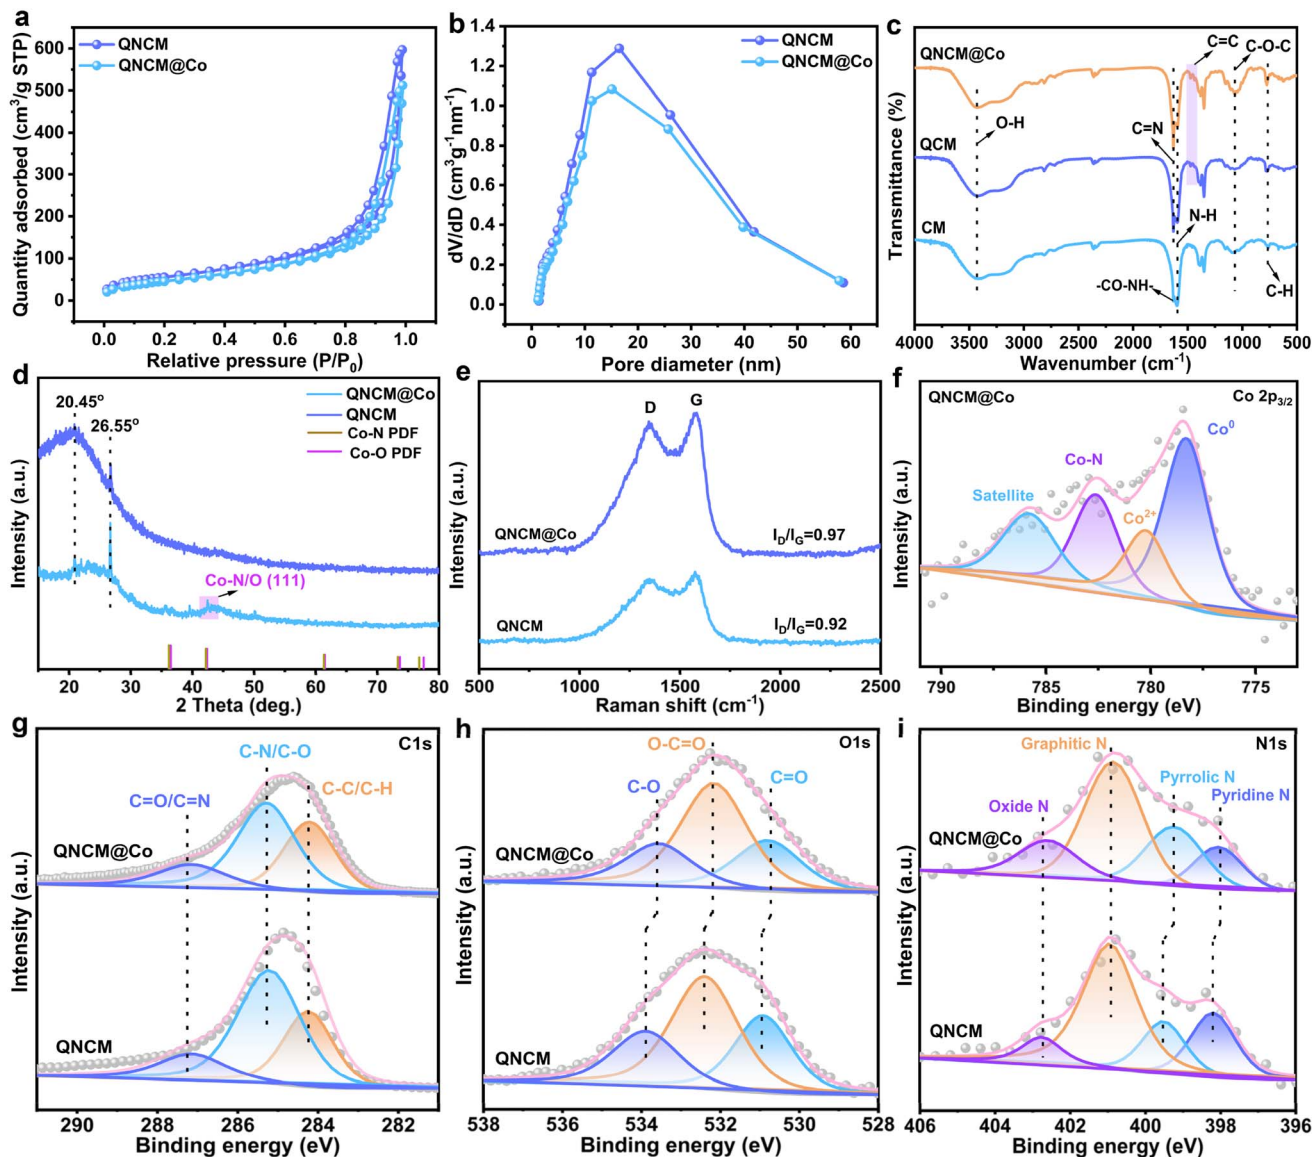 a
Quantity adsorbed (cm³/g STP)
600
500
400
300
200
100
0
QNCM
QNCM@Co
0.0 0.2 0.4 0.6 0.8 1.0
Relative pressure (P/P₀)
b
dV/dD (cm³g⁻¹nm⁻¹)
1.4
1.2
1.0
0.8
0.6
0.4
0.2
0.0
QNCM
QNCM@Co
0 10 20 30 40 50 60
Pore diameter (nm)
c
Transmittance (%)
QNCM@Co
C=C
C-O-C
O-H
C=N
QCM
N-H
CM
-CO-NH-
C-H
4000 3500 3000 2500 2000 1500 1000 500
Wavenumber (cm⁻¹)
d
Intensity (a.u.)
20.45°
26.55°
QNCM@Co
QNCM
Co-N PDF
Co-O PDF
Co-N/O (111)
20 30 40 50 60 70 80
2 Theta (deg.)
e
Intensity (a.u.)
D
G
QNCM@Co
I_D/I_G=0.97
QNCM
I_D/I_G=0.92
500 1000 1500 2000 2500
Raman shift (cm⁻¹)
f
Intensity (a.u.)
QNCM@Co
Co 2p₃/₂
Co⁰
Co-N
Satellite
Co²⁺
790 785 780 775
Binding energy (eV)
g
Intensity (a.u.)
C1s
C-N/C-O
C=O/C=N
C-C/C-H
QNCM@Co
QNCM
290 288 286 284 282
Binding energy (eV)
h
Intensity (a.u.)
O1s
O-C=O
C-O
C=O
QNCM@Co
QNCM
538 536 534 532 530 528
Binding energy (eV)
i
Intensity (a.u.)
N1s
Graphitic N
Pyrrolic N
Oxide N
Pyridine N
QNCM@Co
QNCM
406 404 402 400 398 396
Binding energy (eV)